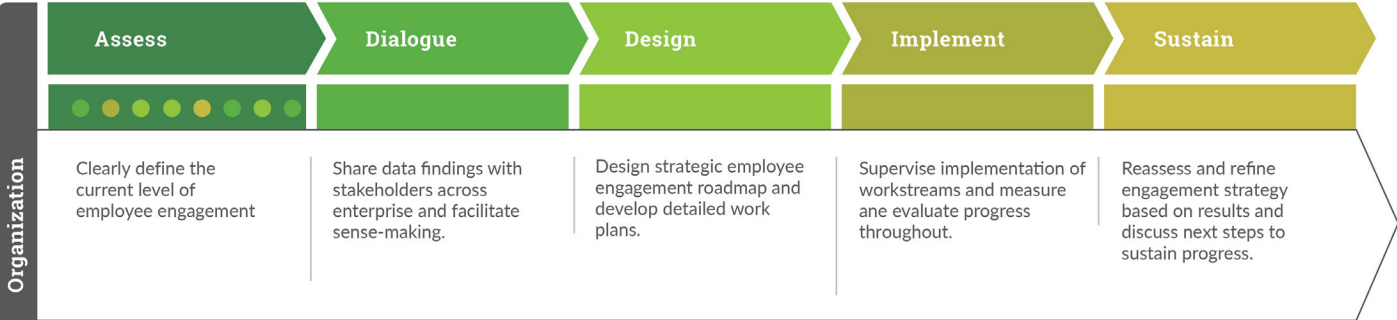 Assess
Dialogue
Design
Implement
Sustain
Organization
Clearly define the
current level of
employee engagement
Share data findings with
stakeholders across
enterprise and facilitate
sense-making.
Design strategic employee
engagement roadmap and
develop detailed work
plans.
Supervise implementation of
workstreams and measure
ane evaluate progress
throughout.
Reassess and refine
engagement strategy
based on results and
discuss next steps to
sustain progress.